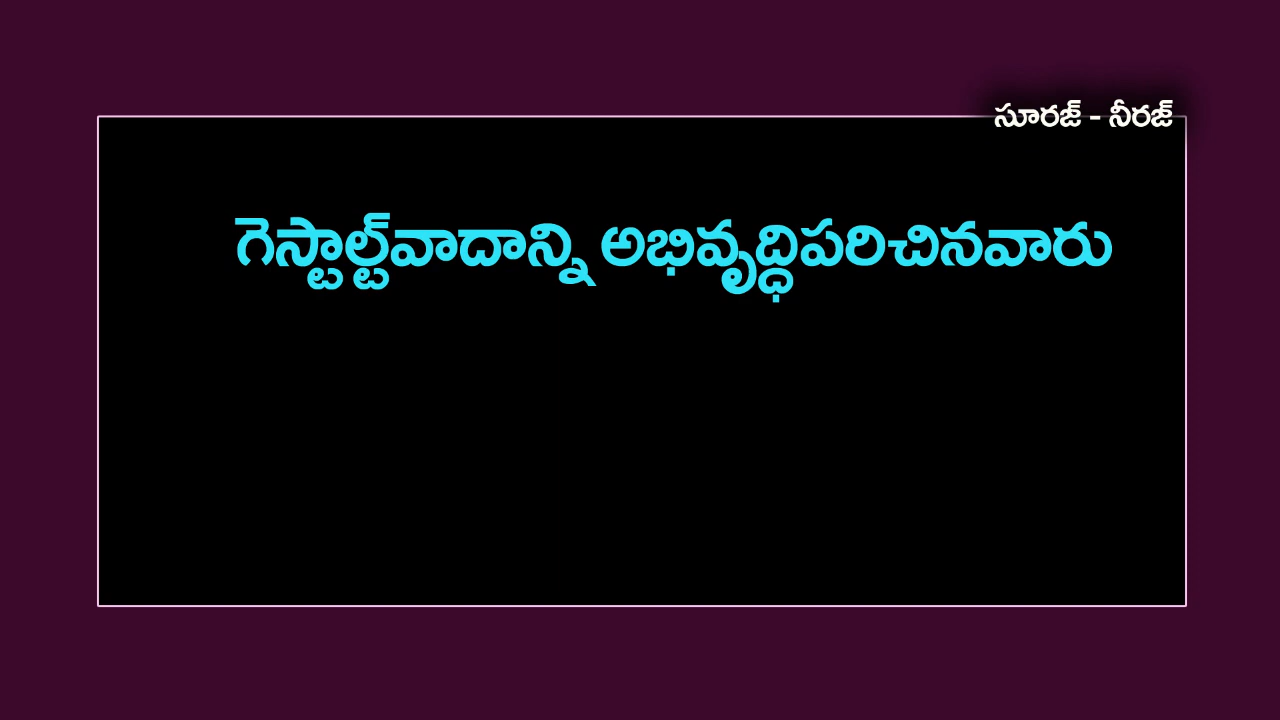 సూరజ్ - నీరజ్
గెస్టాల్ట్‌వాదాన్ని అభివృద్ధిపరిచినవారు